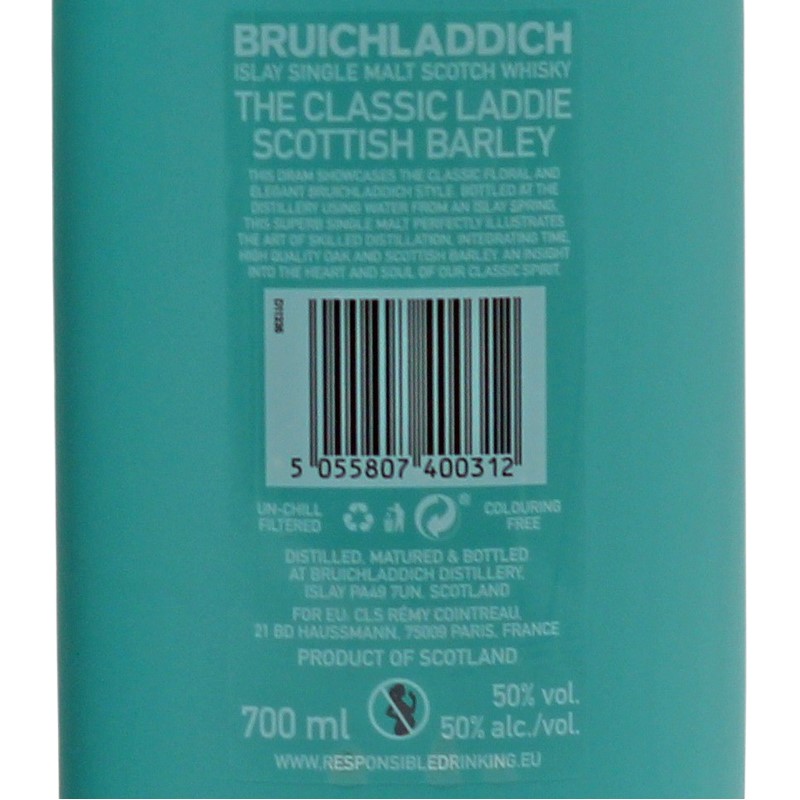 BRUICHLADDICH
ISLAY SINGLE MALT SCOTCH WHISKY
THE CLASSIC LADDIE
SCOTTISH BARLEY
THIS DRAM SHOWCASES THE CLASSIC FLORAL AND
ELEGANT BRUICHLADDICH STYLE. BOTTLED AT THE
DISTILLERY USING WATER FROM AN ISLAY SPRING.
THIS SUPERB SINGLE MALT PERFECTLY ILLUSTRATES
THE ART OF SKILLED DISTILLATION, INTEGRATING TIME,
HIGH QUALITY OAK AND SCOTTISH BARLEY. AN INSIGHT
INTO THE HEART AND SOUL OF OUR CLASSIC SPIRIT.
5 055807 400312
UN-CHILL
FILTERED
COLOURING
FREE
DISTILLED, MATURED & BOTTLED
AT BRUICHLADDICH DISTILLERY,
ISLAY PA49 7UN, SCOTLAND
FOR EU: CLS RÉMY COINTREAU,
21 BD HAUSSMANN, 75009 PARIS, FRANCE
PRODUCT OF SCOTLAND
700 ml
50% vol.
50% alc./vol.
WWW.RESPONSIBLEDRINKING.EU